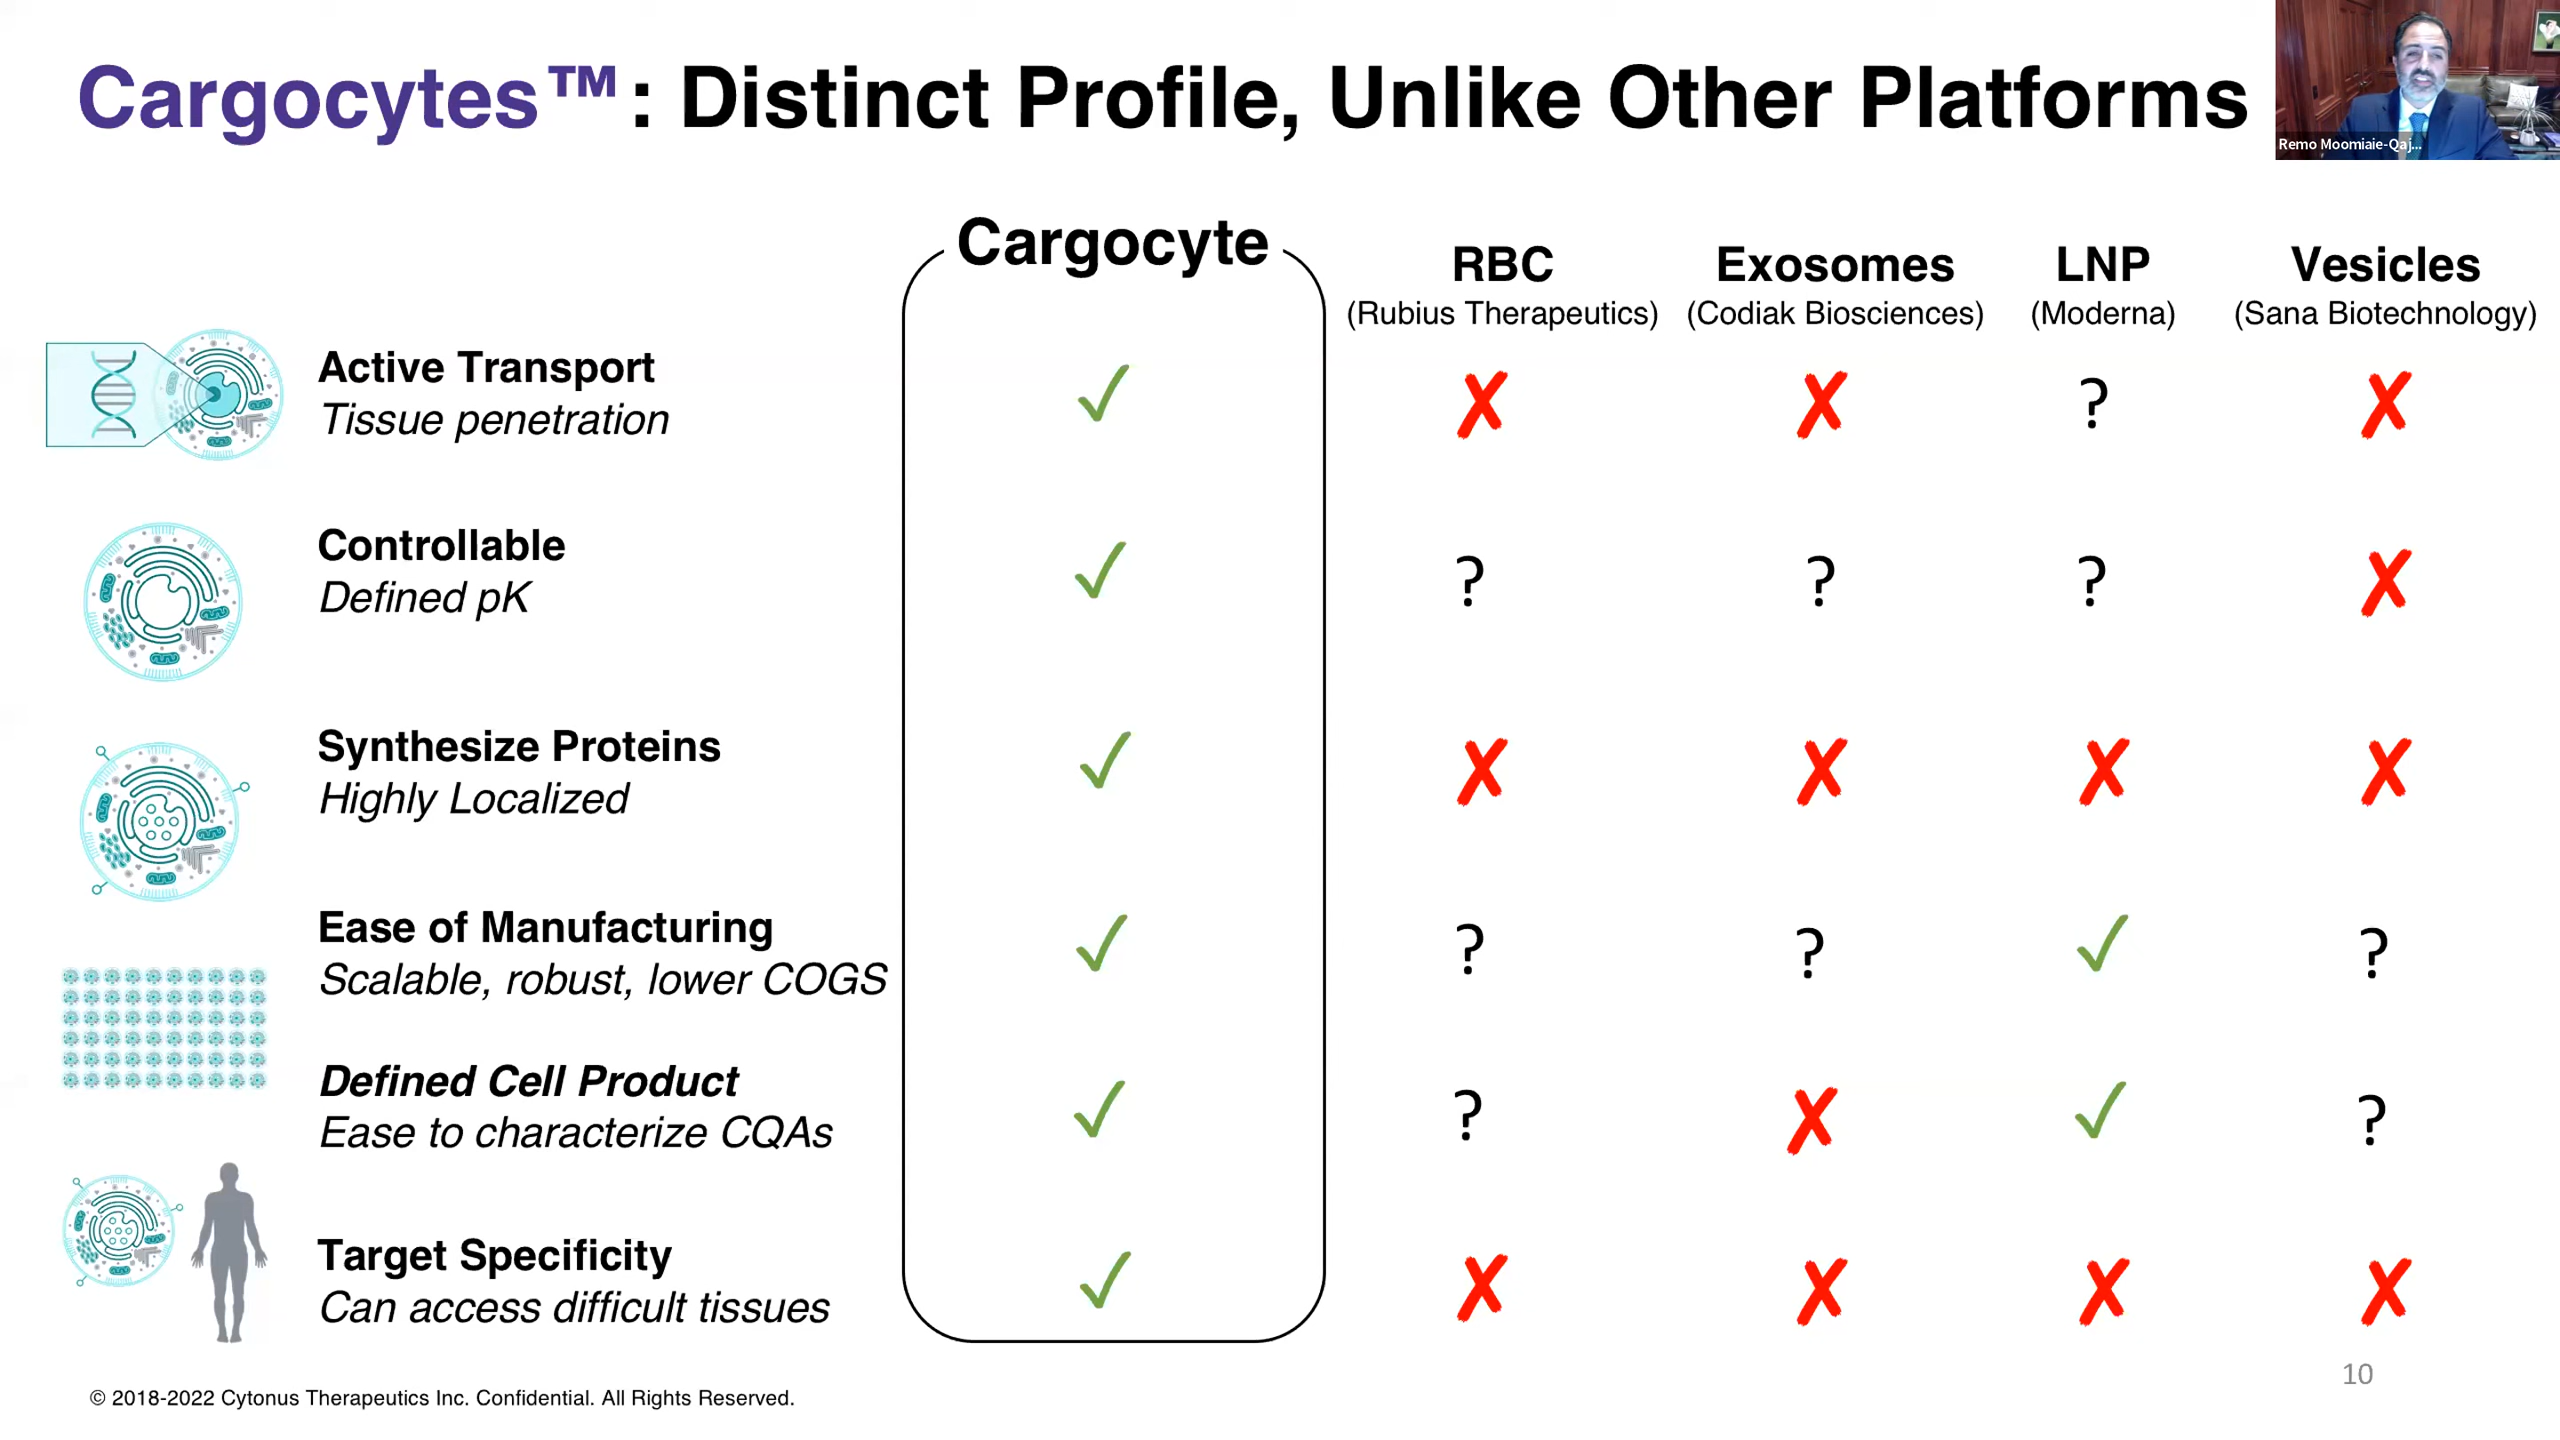 Cargocytes™: Distinct Profile, Unlike Other Platforms
Remo Moomiaie-Qaj...
Cargocyte
RBC
(Rubius Therapeutics)
Exosomes
(Codiak Biosciences)
LNP
(Moderna)
Vesicles
(Sana Biotechnology)
Active Transport
Tissue penetration
✓ ✗ ✗ ? ✗
Controllable
Defined pK
✓ ? ? ? ✗
Synthesize Proteins
Highly Localized
✓ ✗ ✗ ✗ ✗
Ease of Manufacturing
Scalable, robust, lower COGS
✓ ? ? ✓ ?
Defined Cell Product
Ease to characterize CQAs
✓ ? ✗ ✓ ?
Target Specificity
Can access difficult tissues
✓ ✗ ✗ ✗ ✗
10
© 2018-2022 Cytonus Therapeutics Inc. Confidential. All Rights Reserved.